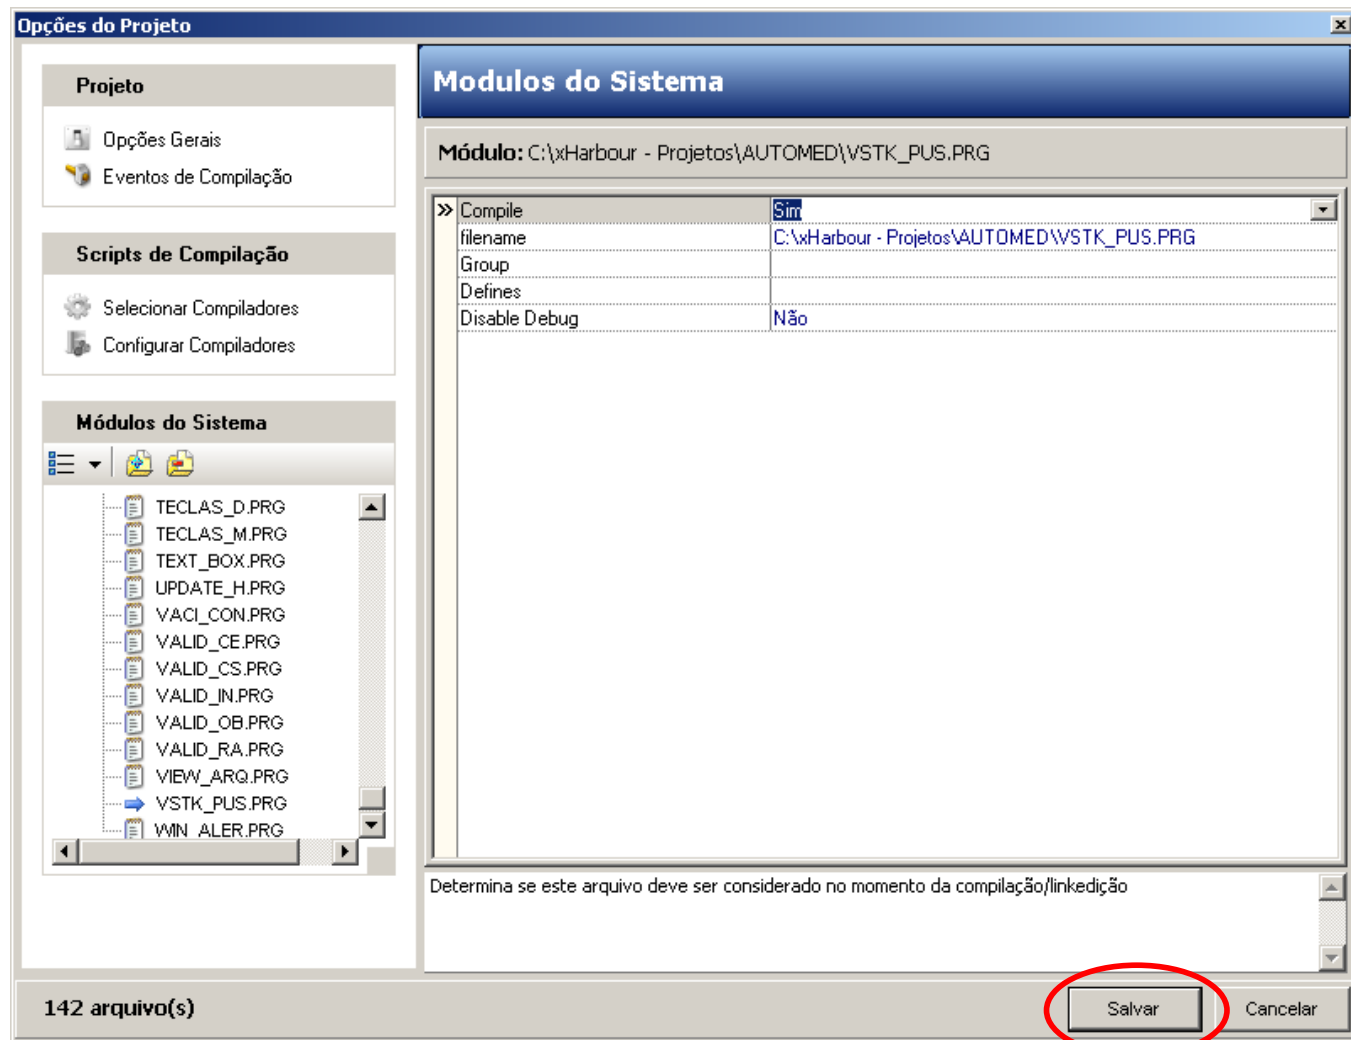 Opções do Projeto
Projeto
Opções Gerais
Eventos de Compilação
Scripts de Compilação
Selecionar Compiladores
Configurar Compiladores
Módulos do Sistema
TECLAS_D.PRG
TECLAS_M.PRG
TEXT_BOX.PRG
UPDATE_H.PRG
VACI_CON.PRG
VALID_CE.PRG
VALID_CS.PRG
VALID_IN.PRG
VALID_OB.PRG
VALID_RA.PRG
VIEW_ARQ.PRG
VSTK_PUS.PRG
WIN_ALER.PRG
Modulos do Sistema
Módulo: C:\xHarbour - Projetos\AUTOMED\VSTK_PUS.PRG
Compile Sim
filename C:\xHarbour - Projetos\AUTOMED\VSTK_PUS.PRG
Group
Defines
Disable Debug Não
Determina se este arquivo deve ser considerado no momento da compilação/linkedição
142 arquivo(s)
Salvar Cancelar